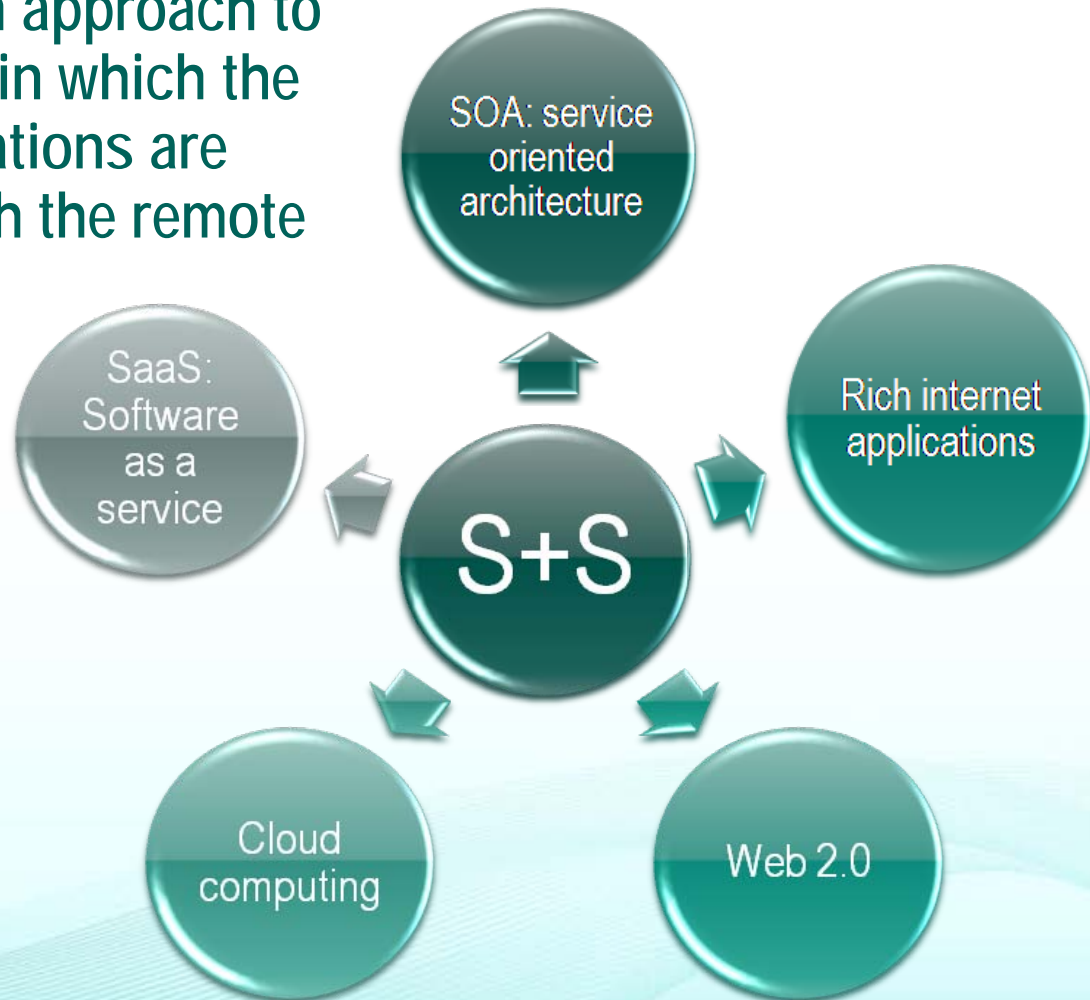 approach to
in which the
ations are
h the remote
SOA: service
oriented
architecture
Rich internet
applications
SaaS:
Software
as a
service
S+S
Cloud
computing
Web 2.0